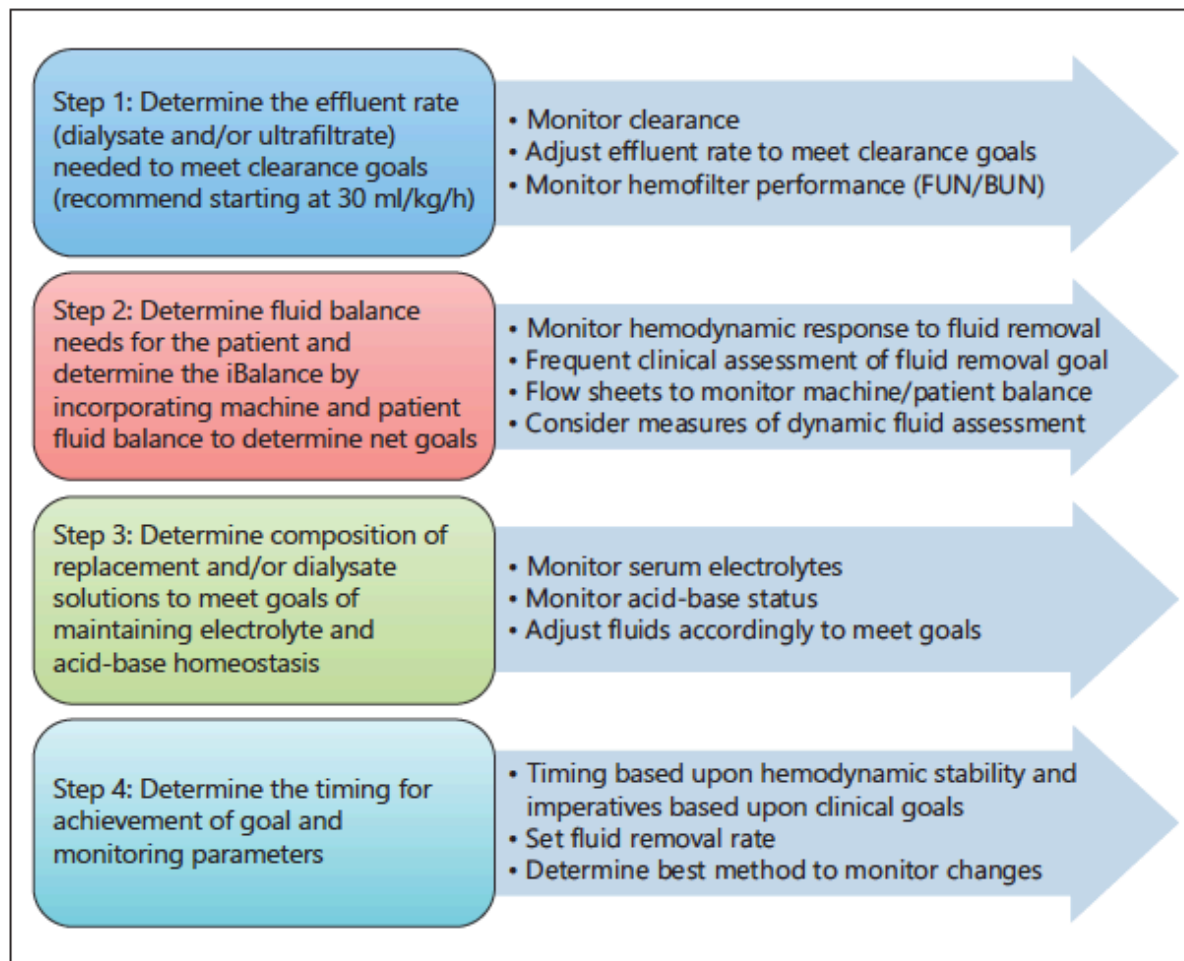 Step 1: Determine the effluent rate
(dialysate and/or ultrafiltrate)
needed to meet clearance goals
(recommend starting at 30 ml/kg/h)
• Monitor clearance
• Adjust effluent rate to meet clearance goals
• Monitor hemofilter performance (FUN/BUN)
Step 2: Determine fluid balance
needs for the patient and
determine the iBalance by
incorporating machine and patient
fluid balance to determine net goals
• Monitor hemodynamic response to fluid removal
• Frequent clinical assessment of fluid removal goal
• Flow sheets to monitor machine/patient balance
• Consider measures of dynamic fluid assessment
Step 3: Determine composition of
replacement and/or dialysate
solutions to meet goals of
maintaining electrolyte and
acid-base homeostasis
• Monitor serum electrolytes
• Monitor acid-base status
• Adjust fluids accordingly to meet goals
Step 4: Determine the timing for
achievement of goal and
monitoring parameters
• Timing based upon hemodynamic stability and
imperatives based upon clinical goals
• Set fluid removal rate
• Determine best method to monitor changes